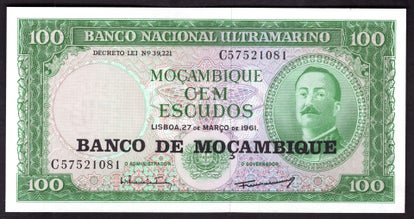 100 BANCO NACIONAL ULTRAMARINO 100
DECRETO LEI Nº 39,221 C57521081
MOÇAMBIQUE
CEM
ESCUDOS
LISBOA, 27 DE MARÇO DE 1961.
BANCO DE MOÇAMBIQUE
C57521081 O ADMINISTRADOR O GOVERNADOR
100 100